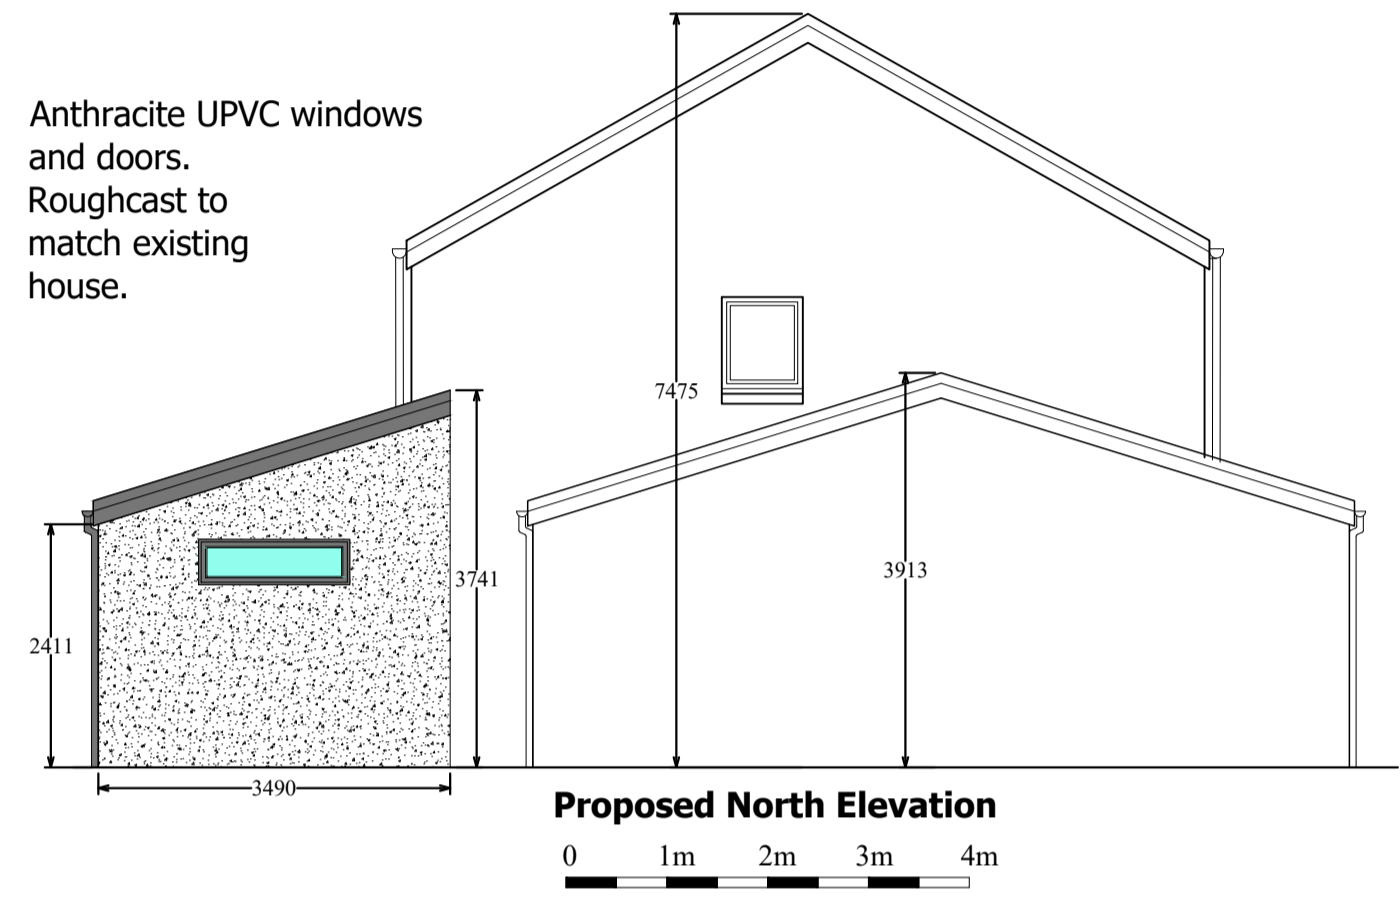 Anthracite UPVC windows
and doors.
Roughcast to
match existing
house.
7475
3913
3741
2411
3490
Proposed North Elevation
0 1m 2m 3m 4m